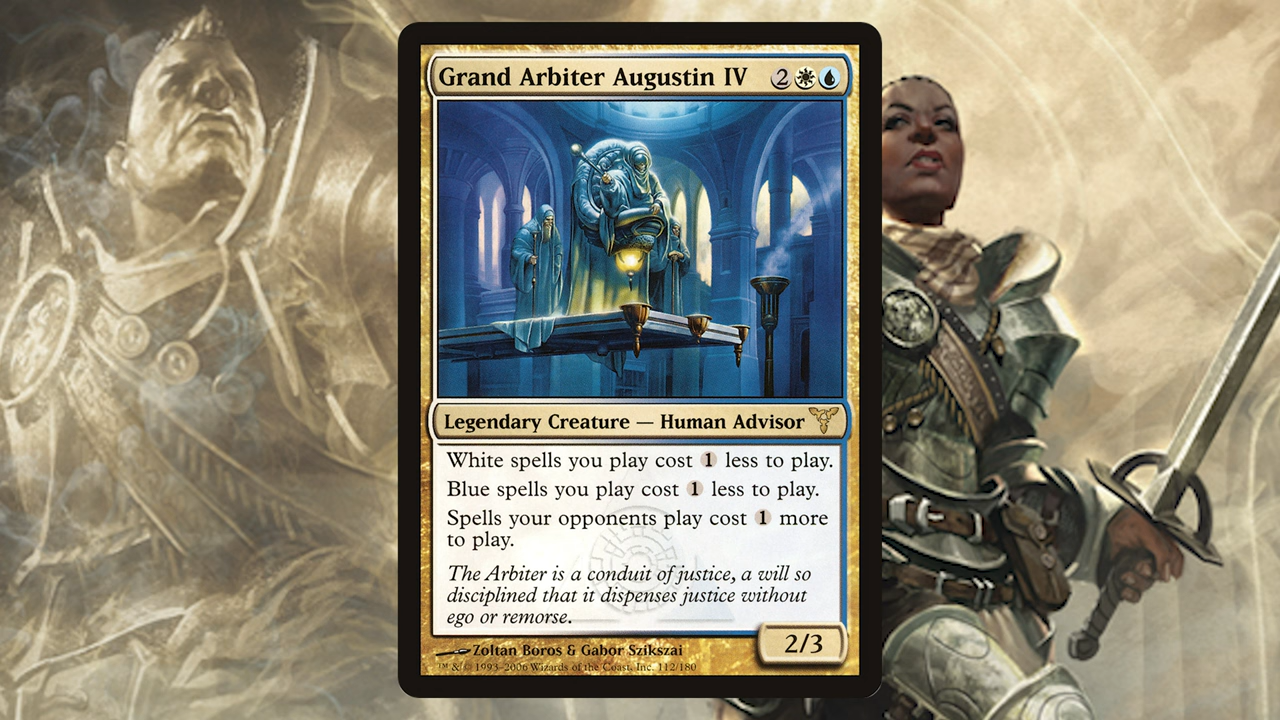 Grand Arbiter Augustin IV 2
Legendary Creature — Human Advisor
White spells you play cost 1 less to play.
Blue spells you play cost 1 less to play.
Spells your opponents play cost 1 more
to play.
The Arbiter is a conduit of justice, a will so
disciplined that it dispenses justice without
ego or remorse.
2/3
Zoltan Boros & Gabor Szikszai
™ & © 1993–2006 Wizards of the Coast, Inc. 112/180